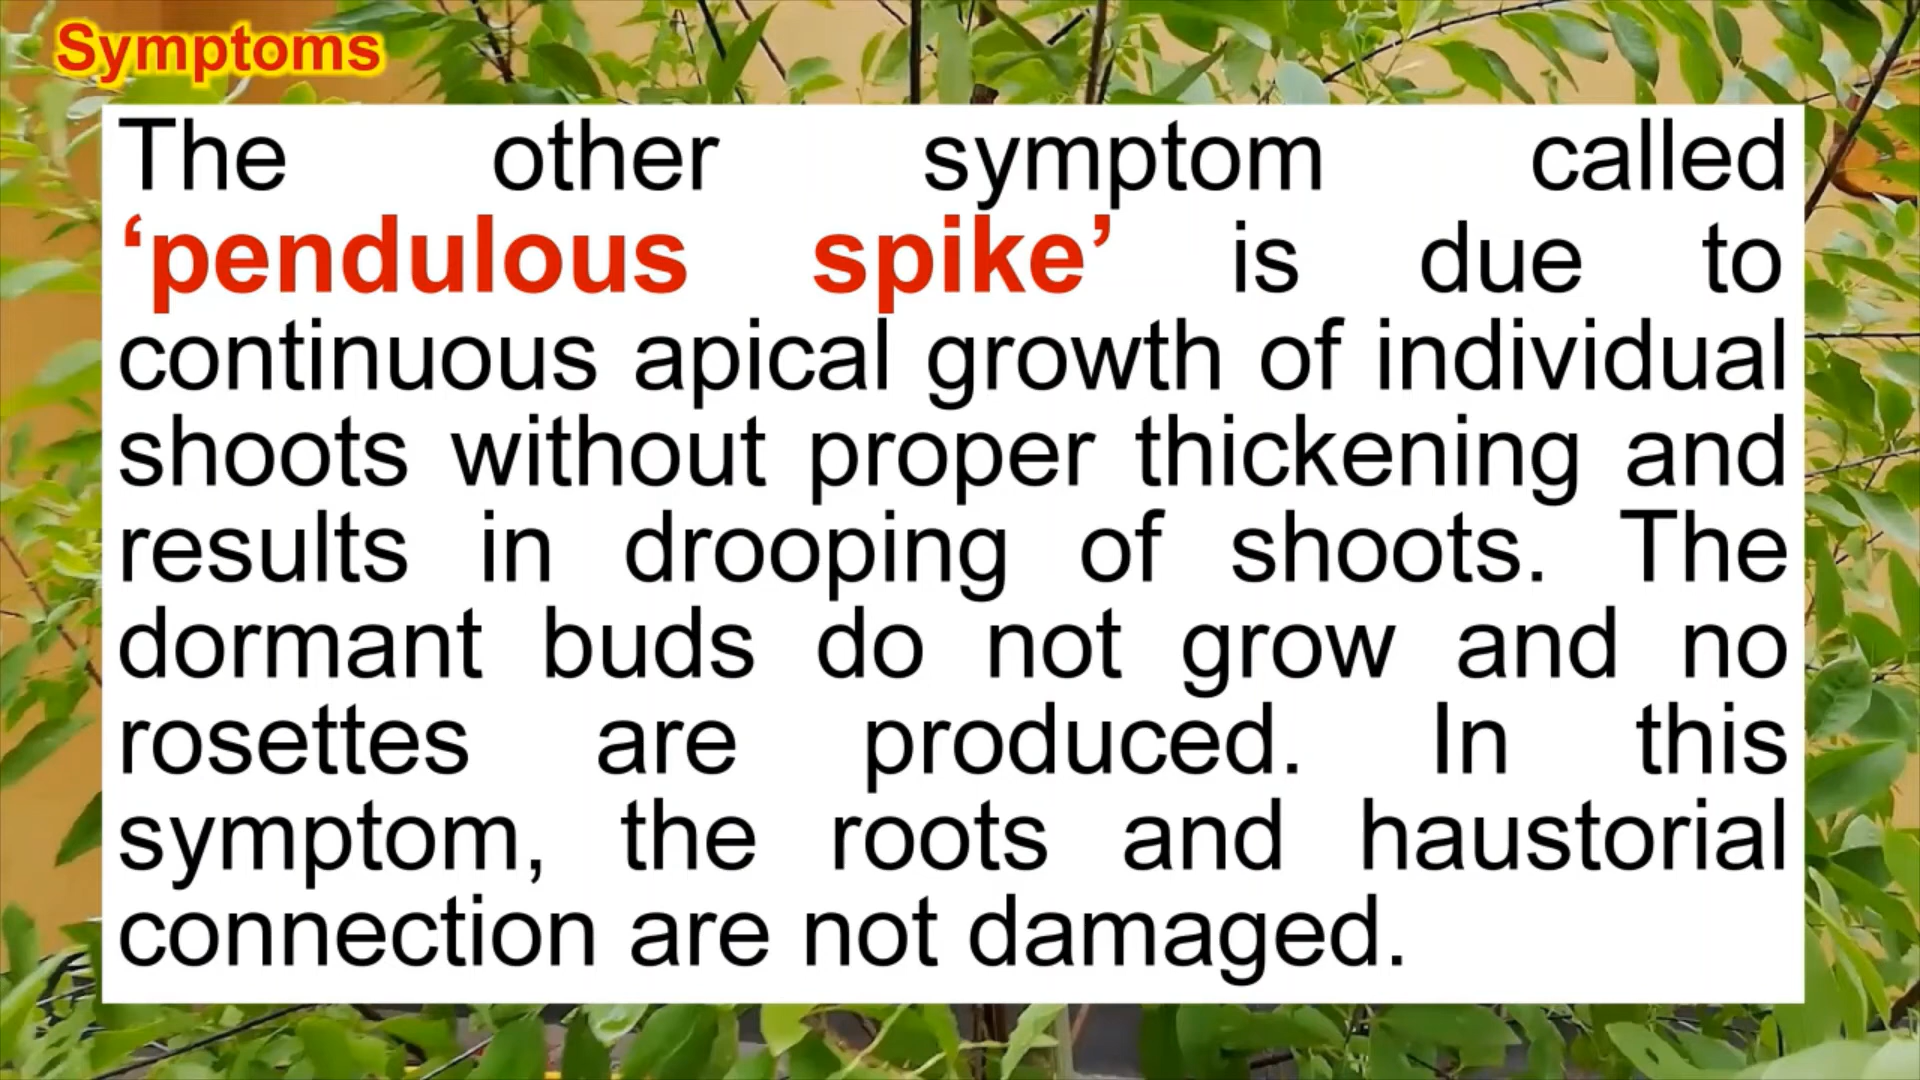 Symptoms
The other symptom called
‘pendulous spike’ is due to
continuous apical growth of individual
shoots without proper thickening and
results in drooping of shoots. The
dormant buds do not grow and no
rosettes are produced. In this
symptom, the roots and haustorial
connection are not damaged.